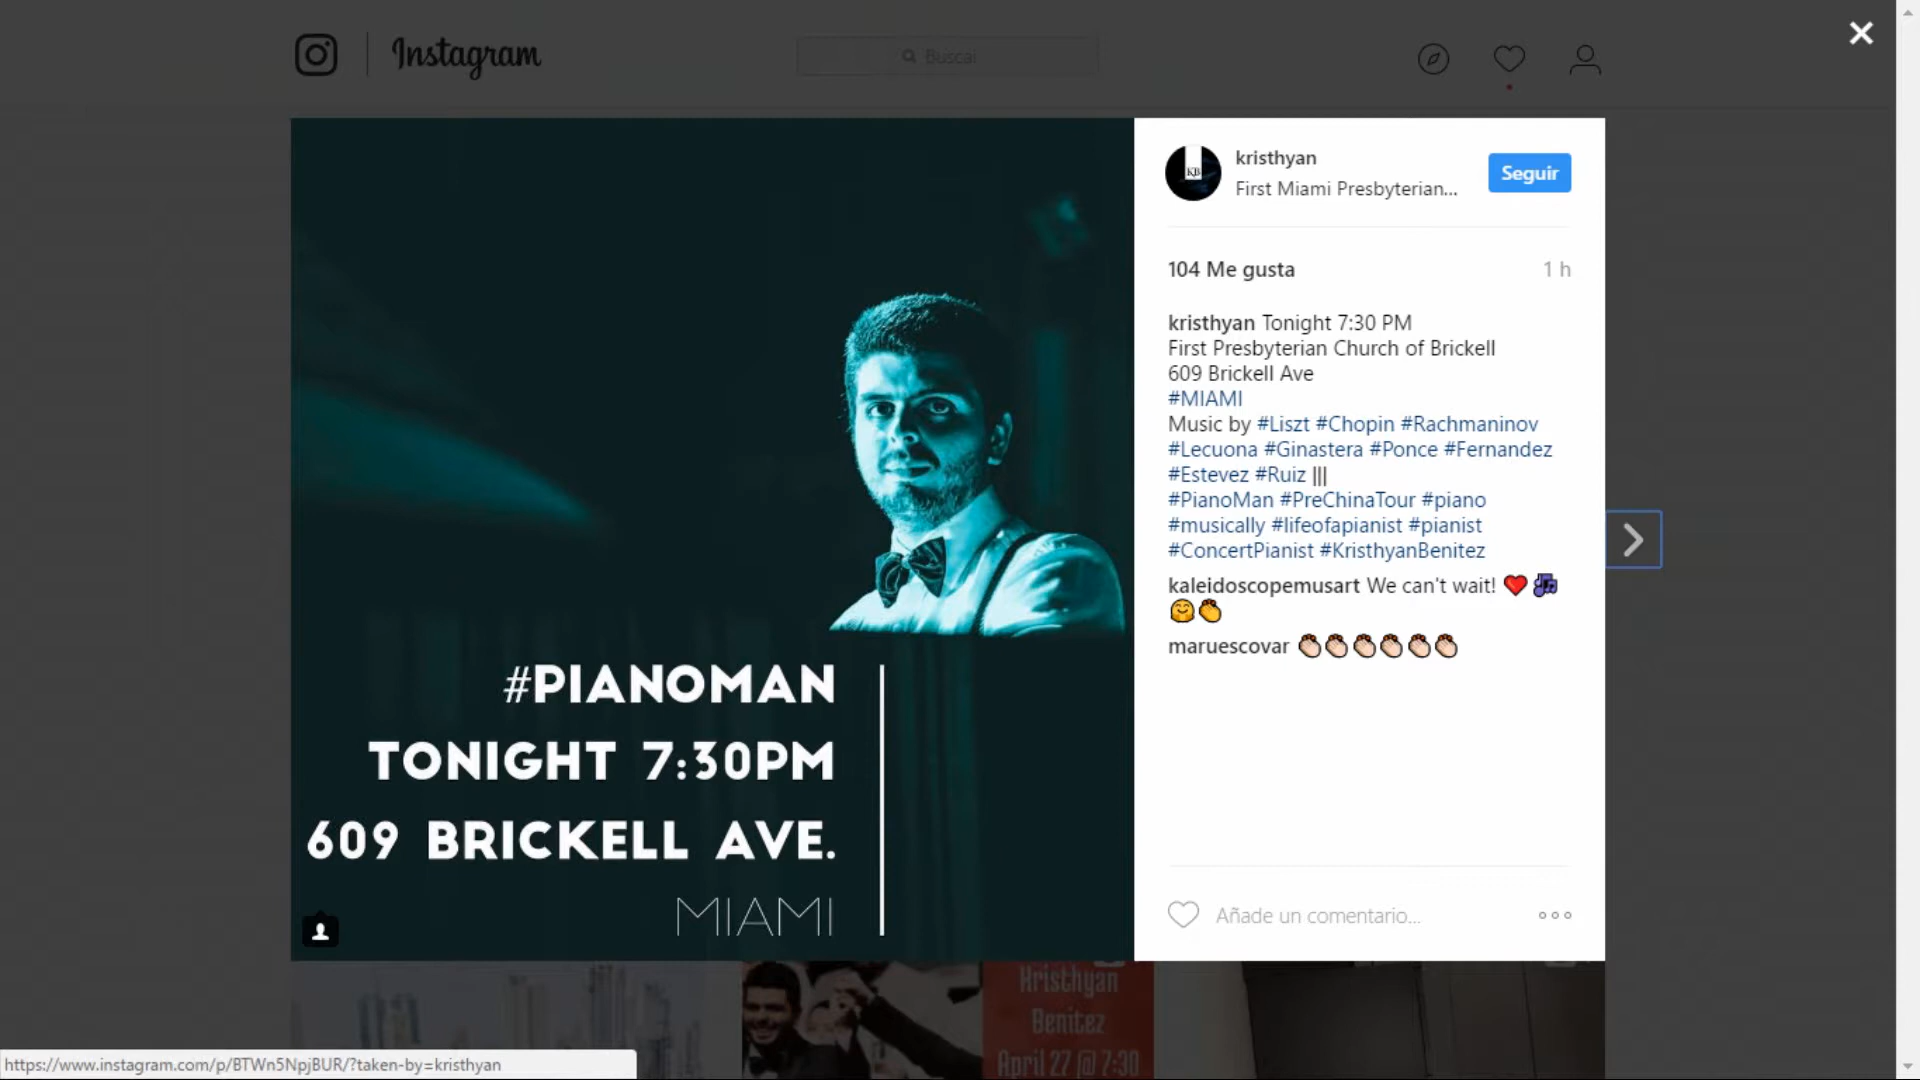 Instagram
Buscar
kristhyan
First Miami Presbyterian...
Seguir
104 Me gusta
1 h
kristhyan Tonight 7:30 PM
First Presbyterian Church of Brickell
609 Brickell Ave
#MIAMI
Music by #Liszt #Chopin #Rachmaninov
#Lecuona #Ginastera #Ponce #Fernandez
#Estevez #Ruiz |||
#PianoMan #PreChinaTour #piano
#musically #lifeofapianist #pianist
#ConcertPianist #KristhyanBenitez
kaleidoscopemusart We can't wait! ❤️🎶
🤗👏
maruescovar 👏🏻👏🏻👏🏻👏🏻👏🏻👏🏻
Añade un comentario...
#PIANOMAN
TONIGHT 7:30PM
609 BRICKELL AVE.
MIAMI
Kristhyan
Benitez
April 27 @ 7:30
https://www.instagram.com/p/BTWn5NpjBUR/?taken-by=kristhyan